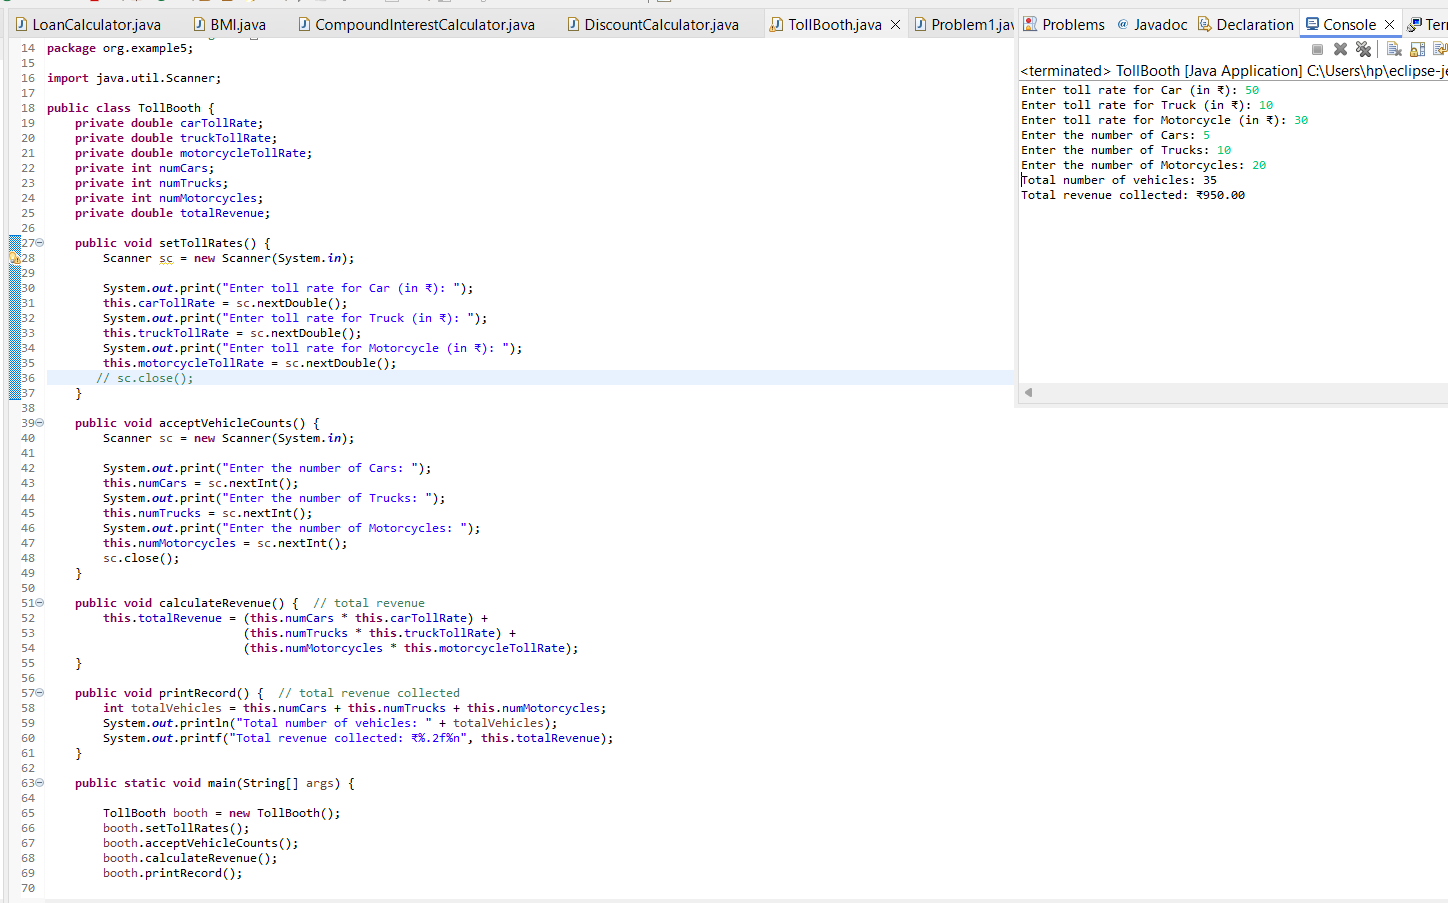 LoanCalculator.java BMI.java CompoundInterestCalculator.java DiscountCalculator.java TollBooth.java Problem1.jav
14 package org.example5;
15
16 import java.util.Scanner;
17
18 public class TollBooth {
19 private double carTollRate;
20 private double truckTollRate;
21 private double motorcycleTollRate;
22 private int numCars;
23 private int numTrucks;
24 private int numMotorcycles;
25 private double totalRevenue;
26
27 public void setTollRates() {
28 Scanner sc = new Scanner(System.in);
29
30 System.out.print("Enter toll rate for Car (in ₹): ");
31 this.carTollRate = sc.nextDouble();
32 System.out.print("Enter toll rate for Truck (in ₹): ");
33 this.truckTollRate = sc.nextDouble();
34 System.out.print("Enter toll rate for Motorcycle (in ₹): ");
35 this.motorcycleTollRate = sc.nextDouble();
36 // sc.close();
37 }
38
39 public void acceptVehicleCounts() {
40 Scanner sc = new Scanner(System.in);
41
42 System.out.print("Enter the number of Cars: ");
43 this.numCars = sc.nextInt();
44 System.out.print("Enter the number of Trucks: ");
45 this.numTrucks = sc.nextInt();
46 System.out.print("Enter the number of Motorcycles: ");
47 this.numMotorcycles = sc.nextInt();
48 sc.close();
49 }
50
51 public void calculateRevenue() { // total revenue
52 this.totalRevenue = (this.numCars * this.carTollRate) +
53 (this.numTrucks * this.truckTollRate) +
54 (this.numMotorcycles * this.motorcycleTollRate);
55 }
56
57 public void printRecord() { // total revenue collected
58 int totalVehicles = this.numCars + this.numTrucks + this.numMotorcycles;
59 System.out.println("Total number of vehicles: " + totalVehicles);
60 System.out.printf("Total revenue collected: ₹%.2f%n", this.totalRevenue);
61 }
62
63 public static void main(String[] args) {
64
65 TollBooth booth = new TollBooth();
66 booth.setTollRates();
67 booth.acceptVehicleCounts();
68 booth.calculateRevenue();
69 booth.printRecord();
70
Problems @ Javadoc Declaration Console Terr
<terminated> TollBooth [Java Application] C:\Users\hp\eclipse-je
Enter toll rate for Car (in ₹): 50
Enter toll rate for Truck (in ₹): 10
Enter toll rate for Motorcycle (in ₹): 30
Enter the number of Cars: 5
Enter the number of Trucks: 10
Enter the number of Motorcycles: 20
Total number of vehicles: 35
Total revenue collected: ₹950.00